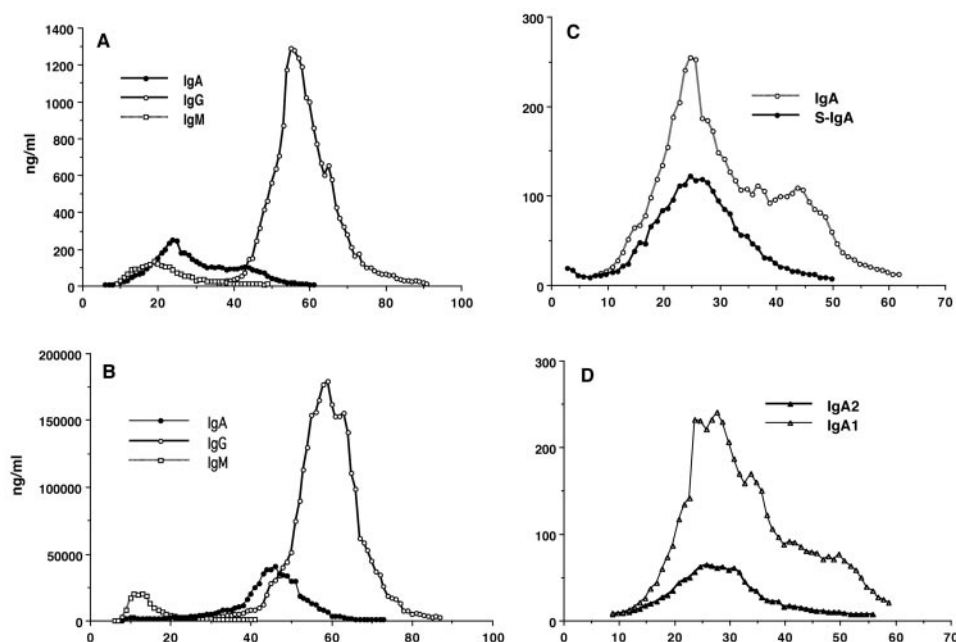 A
1400
1200
1000
800
600
400
200
0
ng/ml
IgA
IgG
IgM
0 20 40 60 80 100
C
300
200
100
0
IgA
S-IgA
0 10 20 30 40 50 60 70
B
200000
150000
100000
50000
0
ng/ml
IgA
IgG
IgM
0 20 40 60 80 100
D
300
200
100
0
IgA2
IgA1
0 10 20 30 40 50 60 70